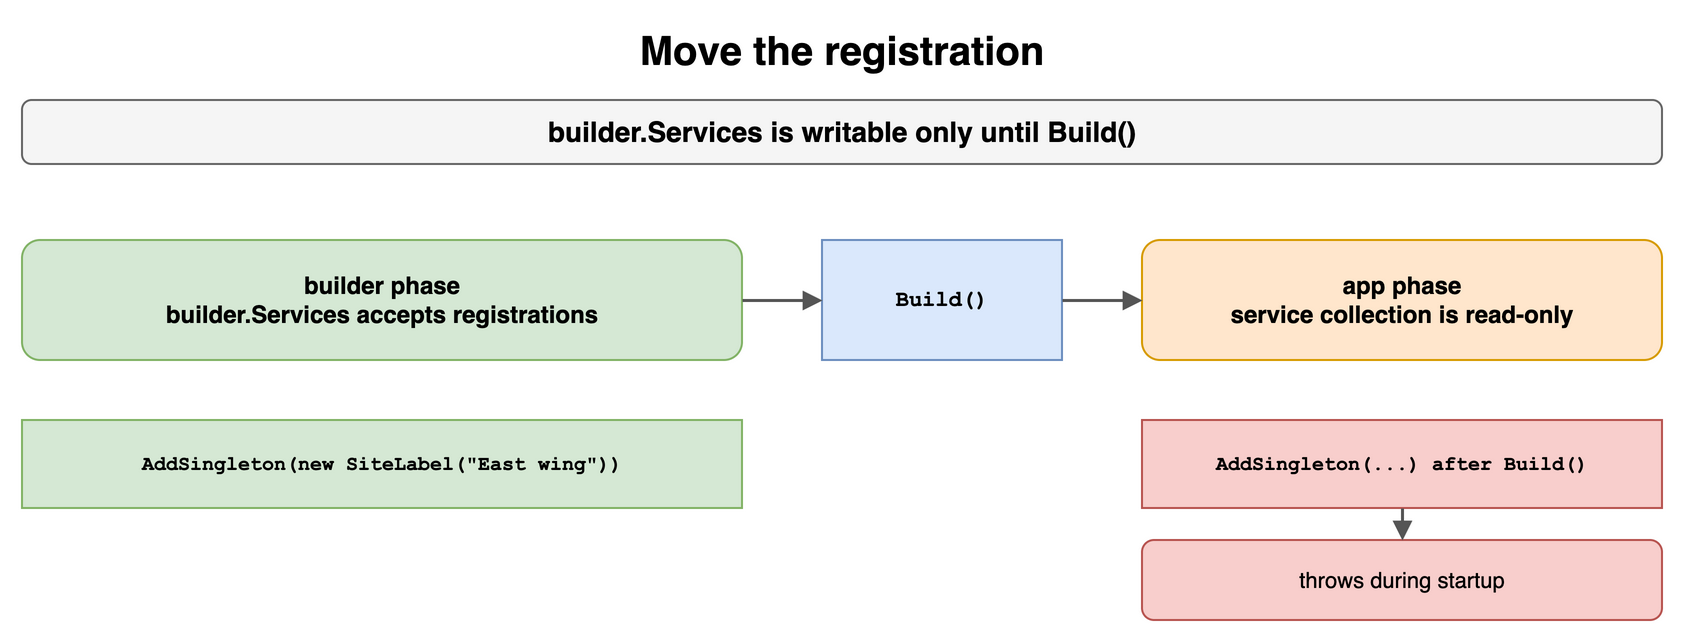 Move the registration
builder.Services is writable only until Build()
builder phase
builder.Services accepts registrations
Build()
app phase
service collection is read-only
AddSingleton(new SiteLabel("East wing"))
AddSingleton(...) after Build()
throws during startup